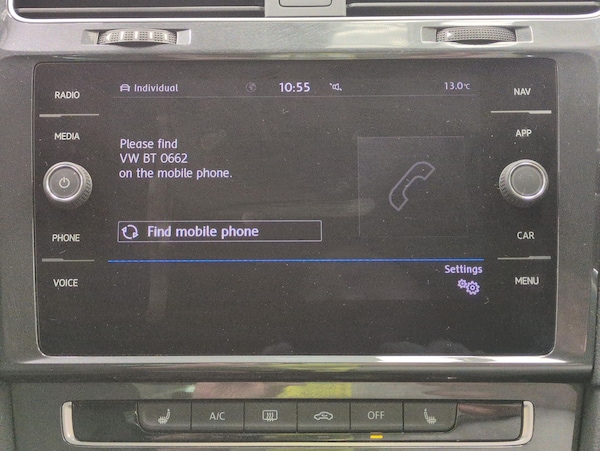 Individual 10:55 13.0°C
RADIO
NAV
MEDIA
APP
Please find
VW BT 0662
on the mobile phone.
Find mobile phone
PHONE
CAR
Settings
VOICE
MENU
A/C OFF